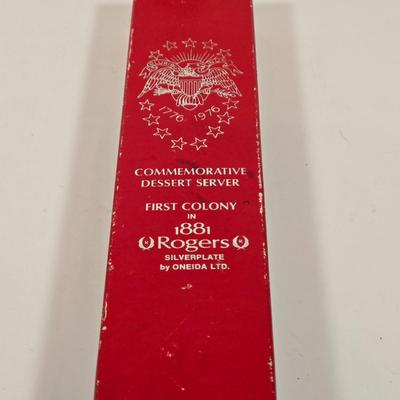 1776 1976
COMMEMORATIVE
DESSERT SERVER
FIRST COLONY
IN
1881
Rogers
SILVERPLATE
by ONEIDA LTD.